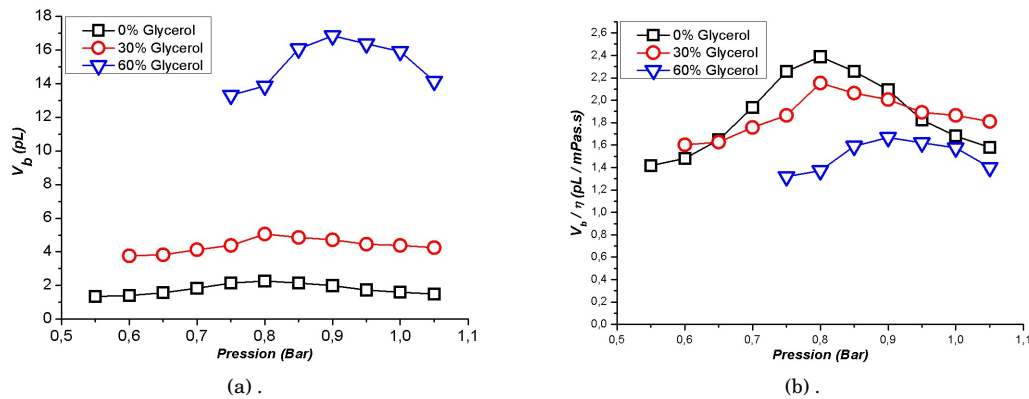 18
16
14
12
10
8
6
4
2
0
V_b (pL)
0% Glycerol
30% Glycerol
60% Glycerol
0,5 0,6 0,7 0,8 0,9 1,0 1,1
Pression (Bar)
(a) .
2,6
2,4
2,2
2,0
1,8
1,6
1,4
1,2
1,0
0,8
0,6
0,4
0,2
0,0
V_b / η (pL / mPas.s)
0% Glycerol
30% Glycerol
60% Glycerol
0,5 0,6 0,7 0,8 0,9 1,0 1,1
Pression (Bar)
(b) .